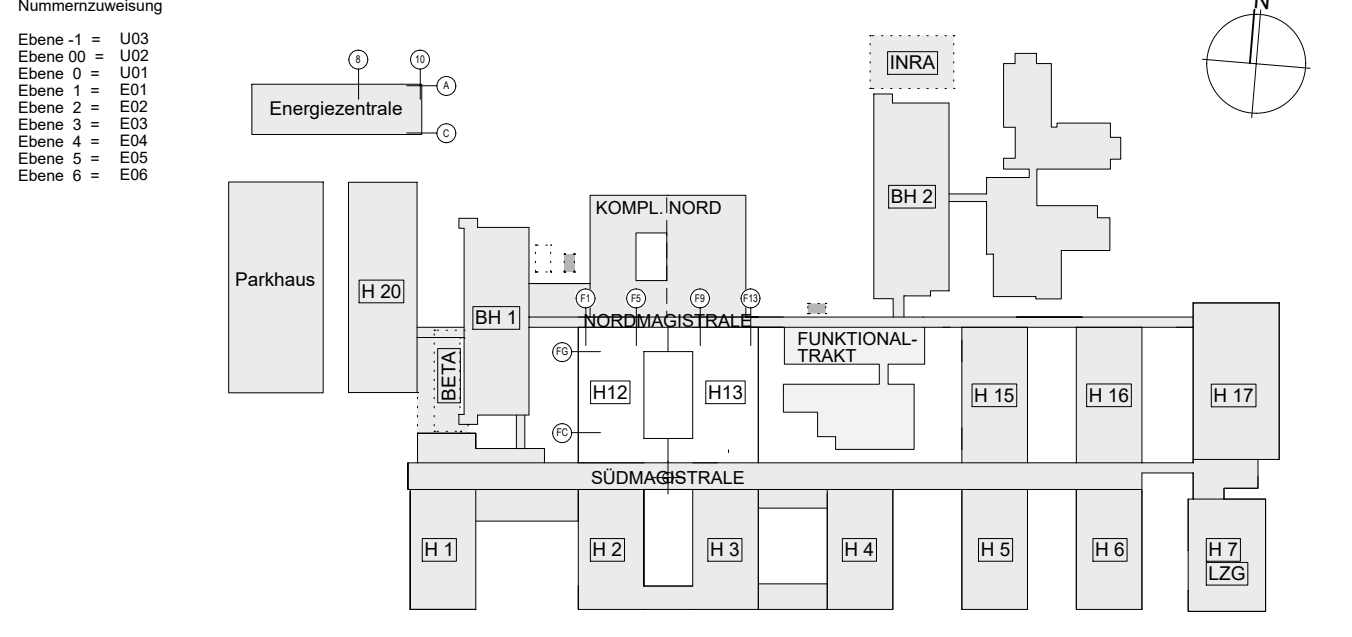 Nummernzuweisung
Ebene -1 = U03
Ebene 00 = U02
Ebene 0 = U01
Ebene 1 = E01
Ebene 2 = E02
Ebene 3 = E03
Ebene 4 = E04
Ebene 5 = E05
Ebene 6 = E06
N
8
10
A
Energiezentrale
C
INRA
BH 2
KOMPL. NORD
Parkhaus
H 20
BH 1
F1
F5
F9
F13
NORDMAGISTRALE
FUNKTIONAL-
TRAKT
FG
BETA
H12
H13
H 15
H 16
H 17
FC
SÜDMAGISTRALE
H 1
H 2
H 3
H 4
H 5
H 6
H 7
LZG